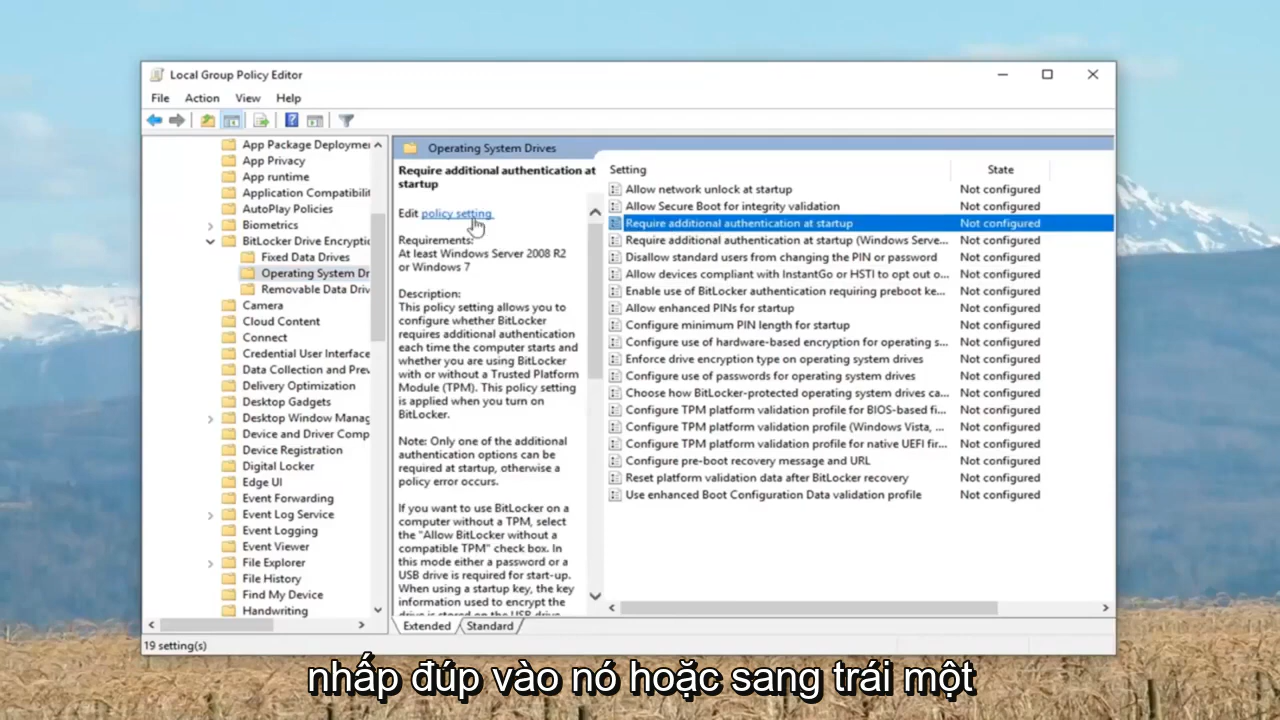 Local Group Policy Editor
File Action View Help
App Package Deployme
App Privacy
App runtime
Application Compatibilit
AutoPlay Policies
Biometrics
BitLocker Drive Encryptic
Fixed Data Drives
Operating System Dr
Removable Data Driv
Camera
Cloud Content
Connect
Credential User Interface
Data Collection and Prev
Delivery Optimization
Desktop Gadgets
Desktop Window Manag
Device and Driver Comp
Device Registration
Digital Locker
Edge UI
Event Forwarding
Event Log Service
Event Logging
Event Viewer
File Explorer
File History
Find My Device
Handwriting
Operating System Drives
Require additional authentication at
startup
Edit policy setting
Requirements:
At least Windows Server 2008 R2
or Windows 7
Description:
This policy setting allows you to
configure whether BitLocker
requires additional authentication
each time the computer starts and
whether you are using BitLocker
with or without a Trusted Platform
Module (TPM). This policy setting
is applied when you turn on
BitLocker.
Note: Only one of the additional
authentication options can be
required at startup, otherwise a
policy error occurs.
If you want to use BitLocker on a
computer without a TPM, select
the "Allow BitLocker without a
compatible TPM" check box. In
this mode either a password or a
USB drive is required for start-up.
When using a startup key, the key
information used to encrypt the
drive is stored on the USB drive
Setting State
Allow network unlock at startup Not configured
Allow Secure Boot for integrity validation Not configured
Require additional authentication at startup Not configured
Require additional authentication at startup (Windows Serve... Not configured
Disallow standard users from changing the PIN or password Not configured
Allow devices compliant with InstantGo or HSTI to opt out o... Not configured
Enable use of BitLocker authentication requiring preboot ke... Not configured
Allow enhanced PINs for startup Not configured
Configure minimum PIN length for startup Not configured
Configure use of hardware-based encryption for operating s... Not configured
Enforce drive encryption type on operating system drives Not configured
Configure use of passwords for operating system drives Not configured
Choose how BitLocker-protected operating system drives ca... Not configured
Configure TPM platform validation profile for BIOS-based fi... Not configured
Configure TPM platform validation profile (Windows Vista, ... Not configured
Configure TPM platform validation profile for native UEFI fir... Not configured
Configure pre-boot recovery message and URL Not configured
Reset platform validation data after BitLocker recovery Not configured
Use enhanced Boot Configuration Data validation profile Not configured
Extended Standard
19 setting(s)
nhấp đúp vào nó hoặc sang trái một